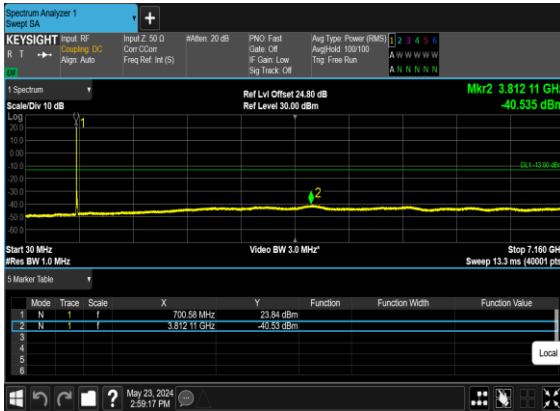 Spectrum Analyzer 1
Swept SA
+
KEYSIGHT
R T
LXI
Input: RF
Coupling: DC
Align: Auto
Input Z: 50 Ω
Corr CCorr
Freq Ref: Int (S)
#Atten: 20 dB
PNO: Fast
Gate: Off
IF Gain: Low
Sig Track: Off
Avg Type: Power (RMS)
Avg|Hold: 100/100
Trig: Free Run
1 2 3 4 5 6
A W W W W W
A N N N N N
1 Spectrum
Scale/Div 10 dB
Ref Lvl Offset 24.80 dB
Ref Level 30.00 dBm
Mkr2 3.812 11 GHz
-40.535 dBm
Log
20.0
10.0
0.00
-10.0
-20.0
-30.0
-40.0
-50.0
-60.0
1
DL1 -13.00 dBm
2
Start 30 MHz
#Res BW 1.0 MHz
Video BW 3.0 MHz*
Stop 7.160 GHz
Sweep 13.3 ms (40001 pts)
5 Marker Table
Mode Trace Scale X Y Function Function Width Function Value
1 N 1 f 700.58 MHz 23.84 dBm
2 N 1 f 3.812 11 GHz -40.53 dBm
3
4
5
6
Local
?
May 23, 2024
2:59:17 PM